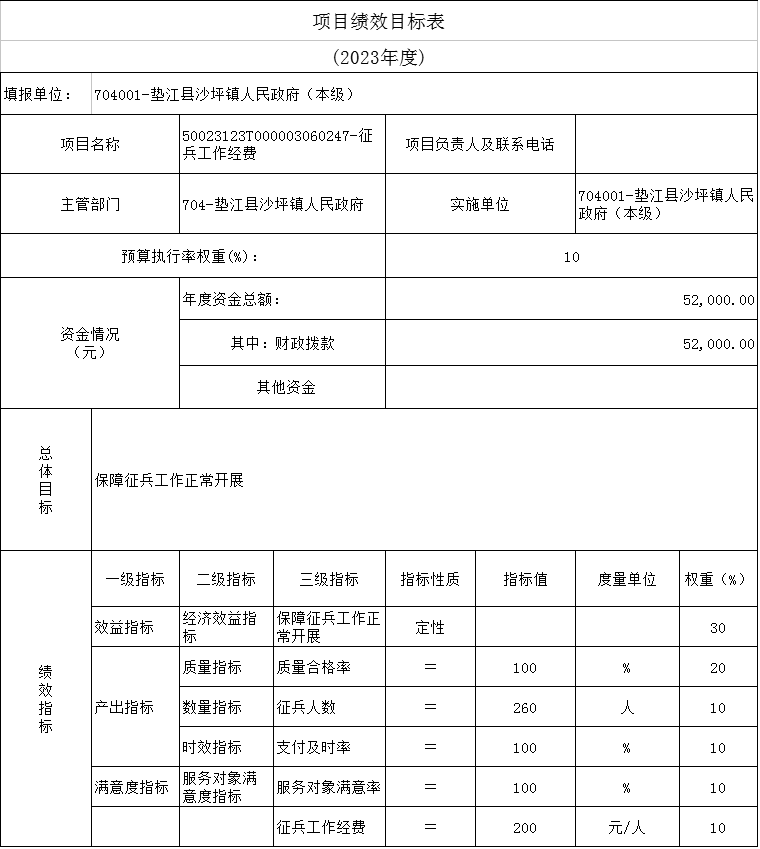 项目绩效目标表
(2023年度)
填报单位： 704001-垫江县沙坪镇人民政府（本级）
项目名称
50023123T000003060247-征
兵工作经费
项目负责人及联系电话
主管部门
704-垫江县沙坪镇人民政府
实施单位
704001-垫江县沙坪镇人民
政府（本级）
预算执行率权重(%)： 10
资金情况
（元）
年度资金总额： 52,000.00
其中：财政拨款 52,000.00
其他资金
总
体
目
标
保障征兵工作正常开展
绩
效
指
标
一级指标 二级指标 三级指标 指标性质 指标值 度量单位 权重（%）
效益指标
经济效益指
标
保障征兵工作正
常开展
定性 30
产出指标
质量指标 质量合格率 ＝ 100 % 20
数量指标 征兵人数 ＝ 260 人 10
时效指标 支付及时率 ＝ 100 % 10
满意度指标
服务对象满
意度指标
服务对象满意率 ＝ 100 % 10
征兵工作经费 ＝ 200 元/人 10